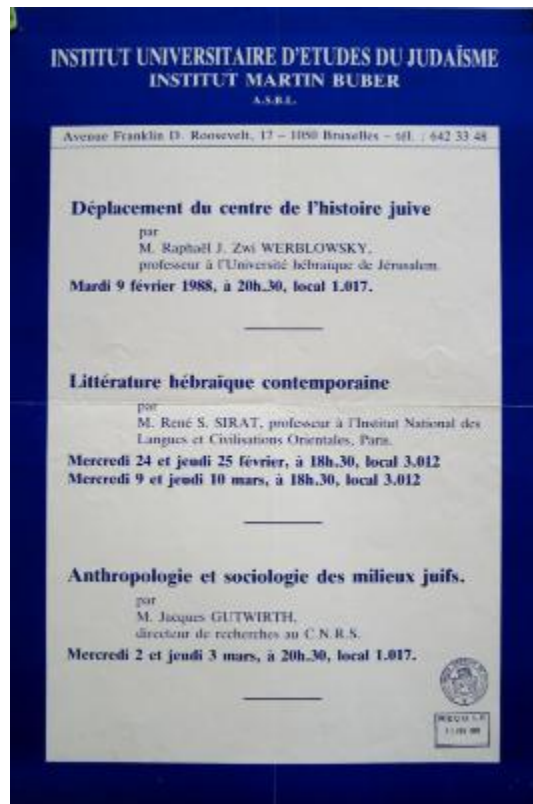 INSTITUT UNIVERSITAIRE D'ETUDES DU JUDAÏSME
INSTITUT MARTIN BUBER
A.S.B.L.
Avenue Franklin D. Roosevelt, 17 – 1050 Bruxelles – tél. : 642 33 48
Déplacement du centre de l'histoire juive
par
M. Raphaël J. Zwi WERBLOWSKY,
professeur à l'Université hébraïque de Jérusalem.
Mardi 9 février 1988, à 20h.30, local 1.017.
Littérature hébraïque contemporaine
par
M. René S. SIRAT, professeur à l'Institut National des
Langues et Civilisations Orientales, Paris.
Mercredi 24 et jeudi 25 février, à 18h.30, local 3.012
Mercredi 9 et jeudi 10 mars, à 18h.30, local 3.012
Anthropologie et sociologie des milieux juifs.
par
M. Jacques GUTWIRTH,
directeur de recherches au C.N.R.S.
Mercredi 2 et jeudi 3 mars, à 20h.30, local 1.017.